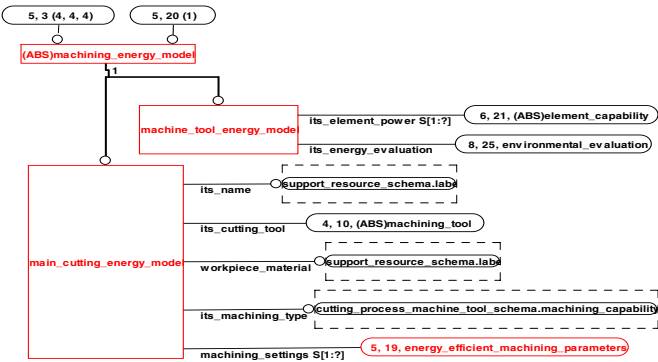 5, 3 (4, 4, 4)
5, 20 (1)
(ABS)machining_energy_model
1
machine_tool_energy_model
its_element_power S[1:?]
6, 21, (ABS)element_capability
its_energy_evaluation
8, 25, environmental_evaluation
main_cutting_energy_model
its_name
support_resource_schema.labe
its_cutting_tool
4, 10, (ABS)machining_tool
workpiece_material
support_resource_schema.labe
its_machining_type
cutting_process_machine_tool_schema.machining_capability
machining_settings S[1:?]
5, 19, energy_efficient_machining_parameters